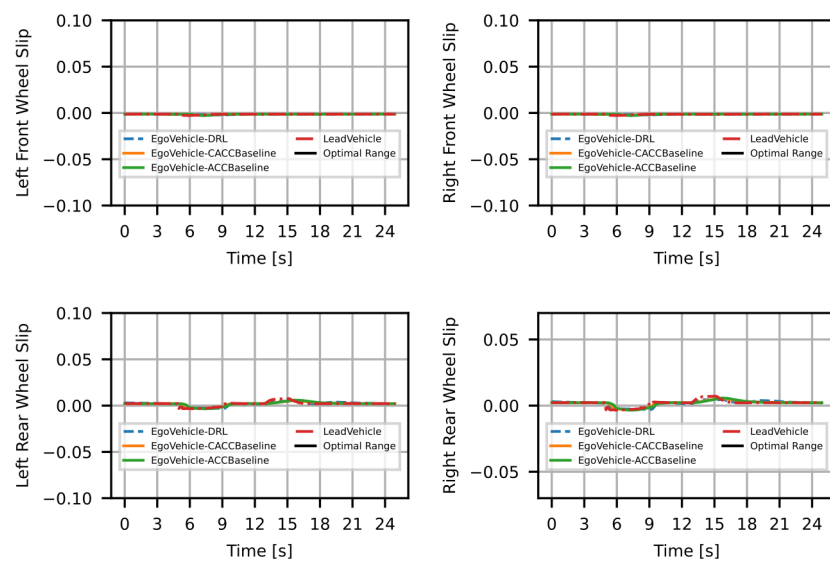 Left Front Wheel Slip
0.10
0.05
0.00
−0.05
−0.10
EgoVehicle-DRL
EgoVehicle-CACCBaseline
EgoVehicle-ACCBaseline
LeadVehicle
Optimal Range
0 3 6 9 12 15 18 21 24
Time [s]
Right Front Wheel Slip
0.10
0.05
0.00
−0.05
−0.10
EgoVehicle-DRL
EgoVehicle-CACCBaseline
EgoVehicle-ACCBaseline
LeadVehicle
Optimal Range
0 3 6 9 12 15 18 21 24
Time [s]
Left Rear Wheel Slip
0.10
0.05
0.00
−0.05
−0.10
EgoVehicle-DRL
EgoVehicle-CACCBaseline
EgoVehicle-ACCBaseline
LeadVehicle
Optimal Range
0 3 6 9 12 15 18 21 24
Time [s]
Right Rear Wheel Slip
0.05
0.00
−0.05
EgoVehicle-DRL
EgoVehicle-CACCBaseline
EgoVehicle-ACCBaseline
LeadVehicle
Optimal Range
0 3 6 9 12 15 18 21 24
Time [s]